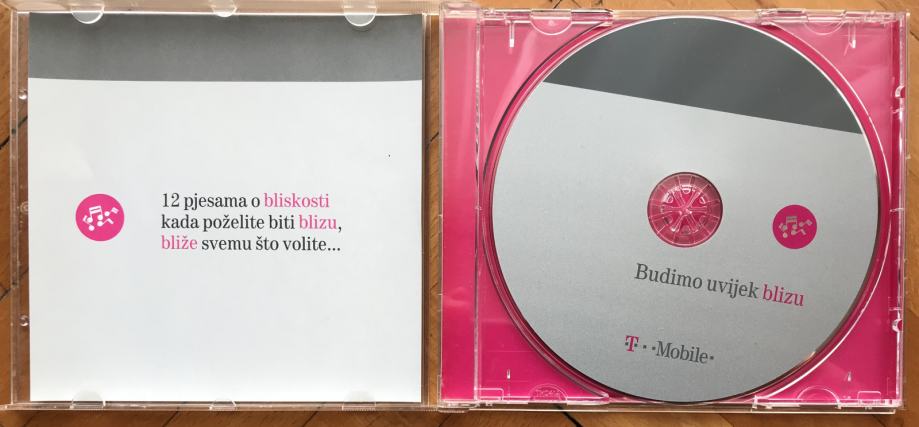 12 pjesama o bliskosti
kada poželite biti blizu,
bliže svemu što volite...
Budimo uvijek blizu
·T··Mobile·